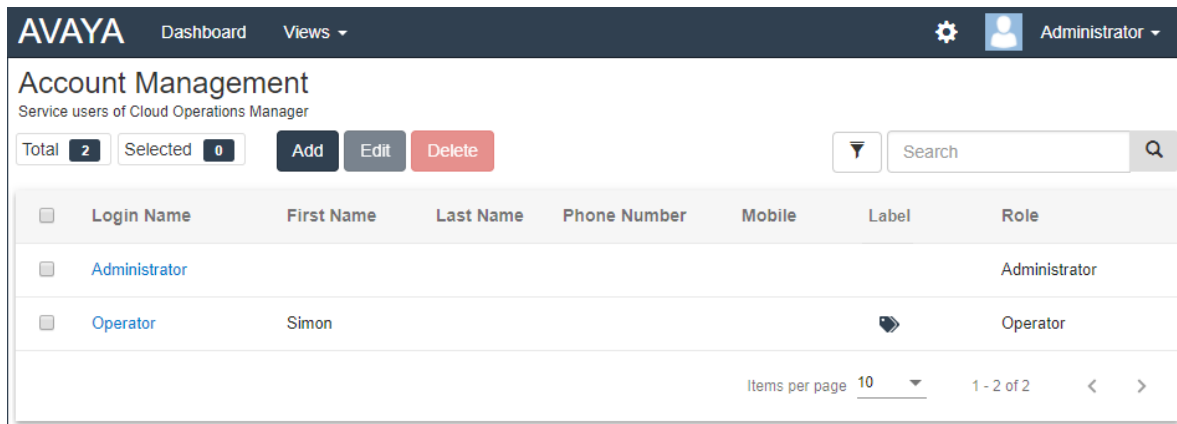 AVAYA Dashboard Views Administrator
Account Management
Service users of Cloud Operations Manager
Total 2 Selected 0 Add Edit Delete Search
Login Name First Name Last Name Phone Number Mobile Label Role
Administrator Administrator
Operator Simon Operator
Items per page 10 1 - 2 of 2